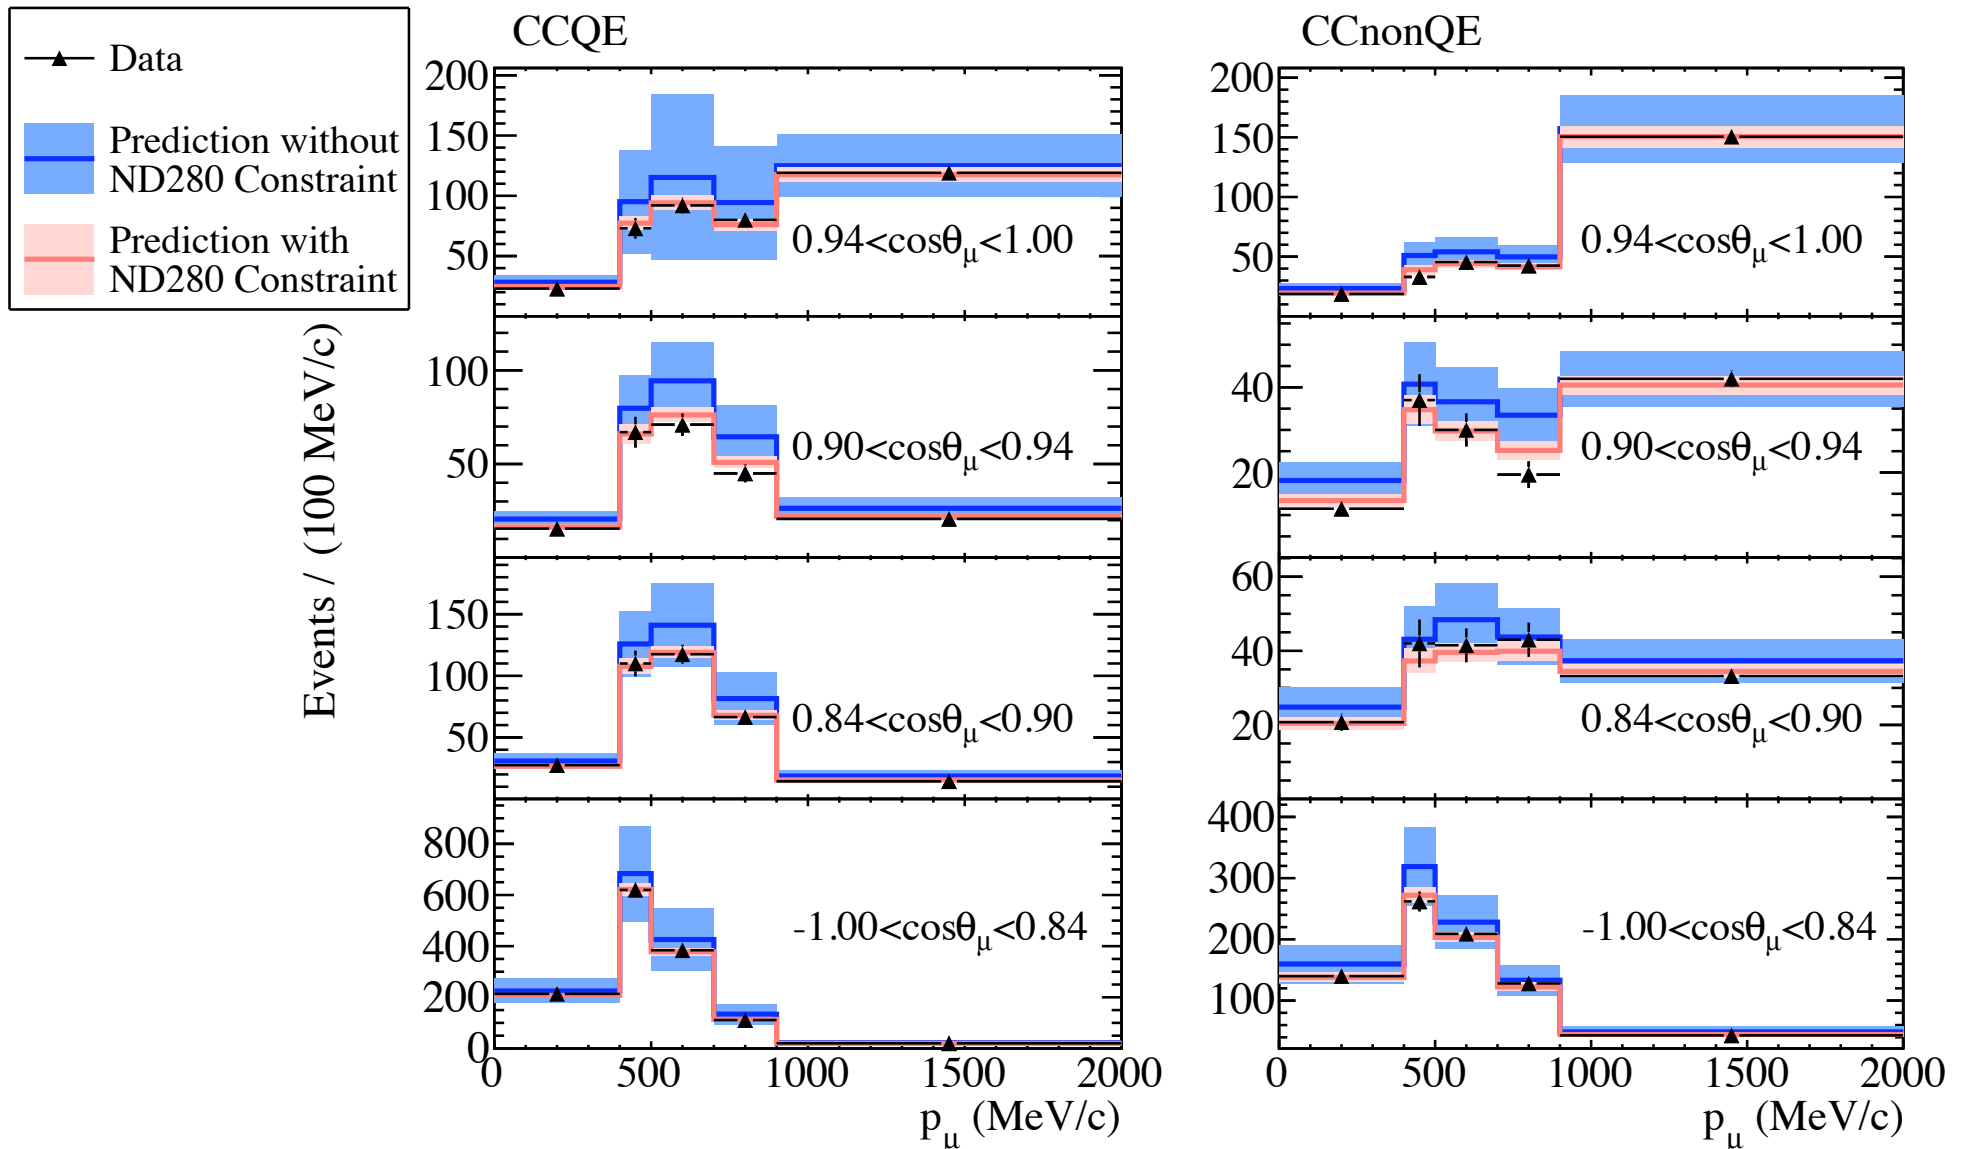 Data
Prediction without
ND280 Constraint
Prediction with
ND280 Constraint
Events / (100 MeV/c)
CCQE
200
150
100
50
0.94<cosθμ<1.00
100
50
0.90<cosθμ<0.94
150
100
50
0.84<cosθμ<0.90
800
600
400
200
0
-1.00<cosθμ<0.84
0 500 1000 1500 2000
pμ (MeV/c)
CCnonQE
200
150
100
50
0.94<cosθμ<1.00
40
20
0.90<cosθμ<0.94
60
40
20
0.84<cosθμ<0.90
400
300
200
100
-1.00<cosθμ<0.84
0 500 1000 1500 2000
pμ (MeV/c)